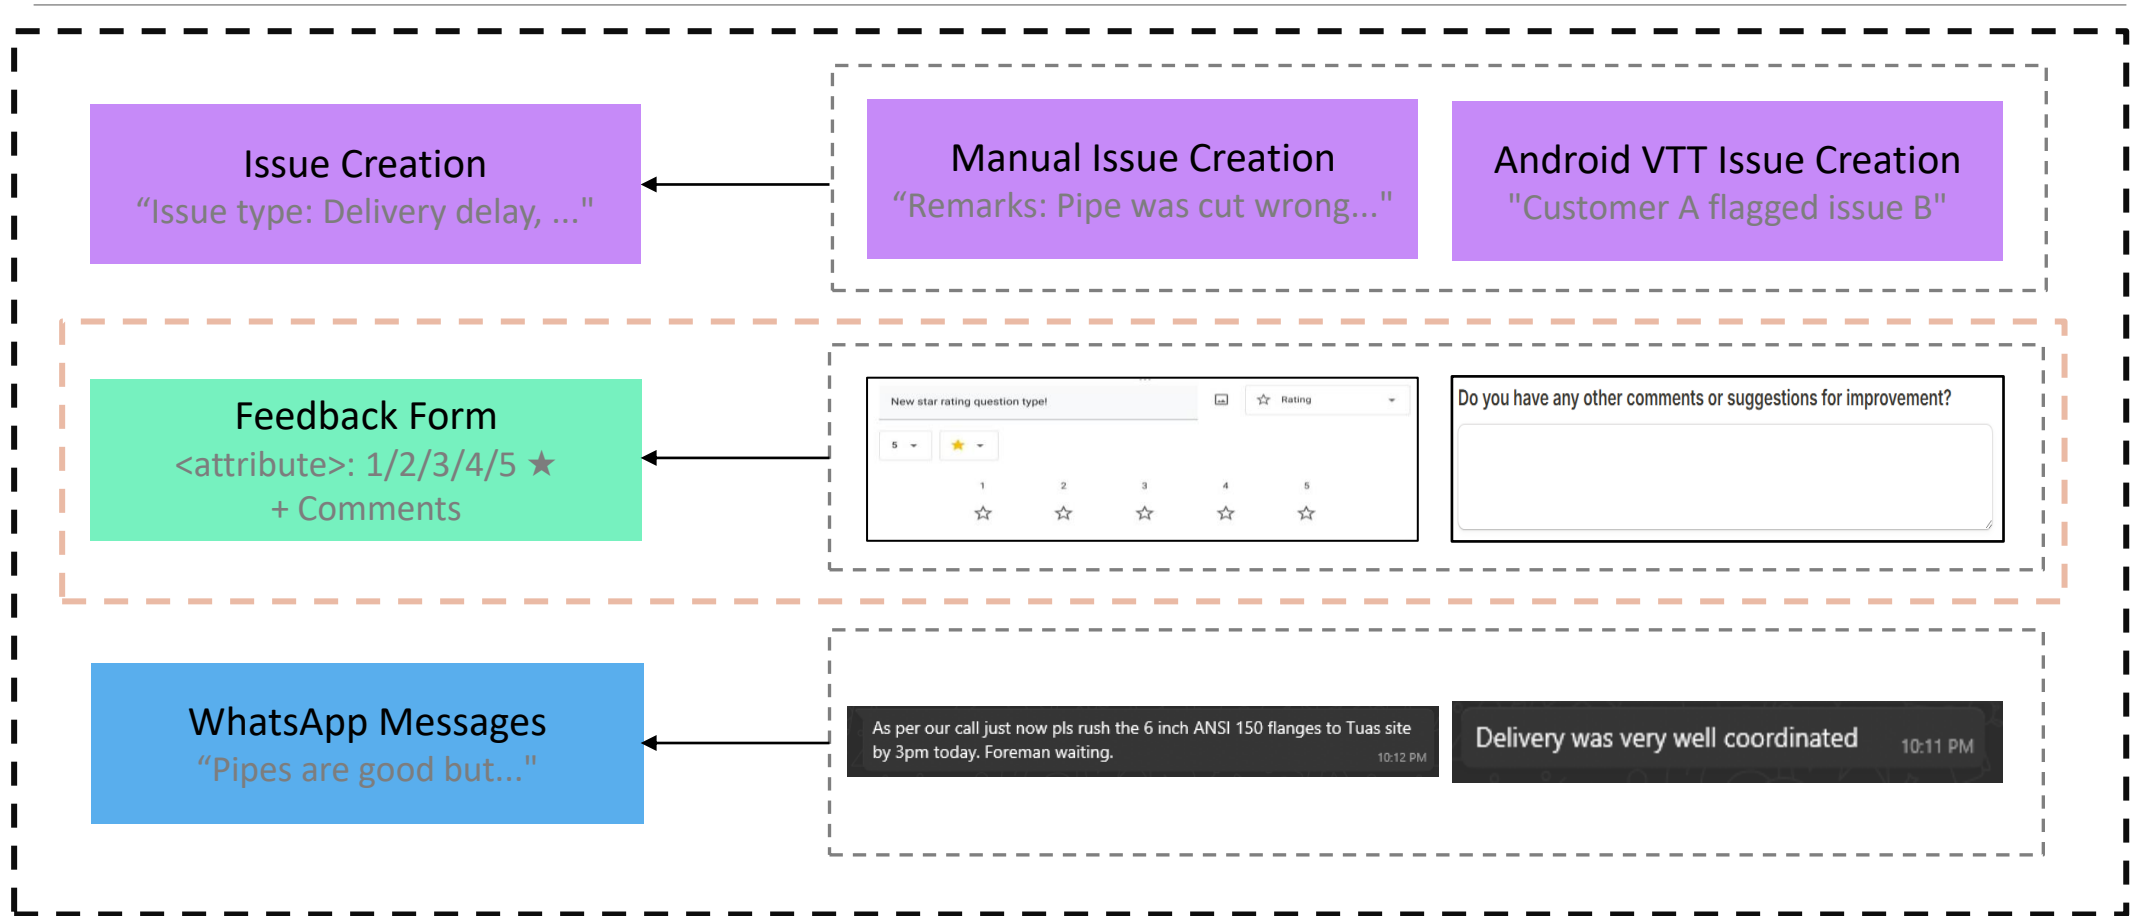 Issue Creation
“Issue type: Delivery delay, ..."
Manual Issue Creation
“Remarks: Pipe was cut wrong..."
Android VTT Issue Creation
"Customer A flagged issue B"
Feedback Form
<attribute>: 1/2/3/4/5 ★
+ Comments
New star rating question type!
Rating
5
1 2 3 4 5
Do you have any other comments or suggestions for improvement?
WhatsApp Messages
“Pipes are good but..."
As per our call just now pls rush the 6 inch ANSI 150 flanges to Tuas site
by 3pm today. Foreman waiting.
10:12 PM
Delivery was very well coordinated
10:11 PM